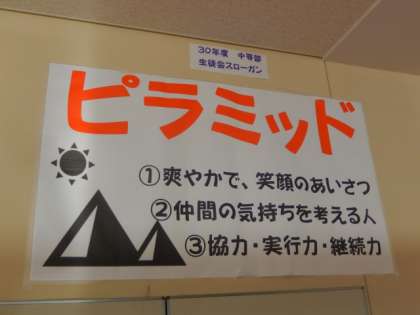 30年度 中等部
生徒会スローガン
ピラミッド
①爽やかで、笑顔のあいさつ
②仲間の気持ちを考える人
③協力・実行力・継続力